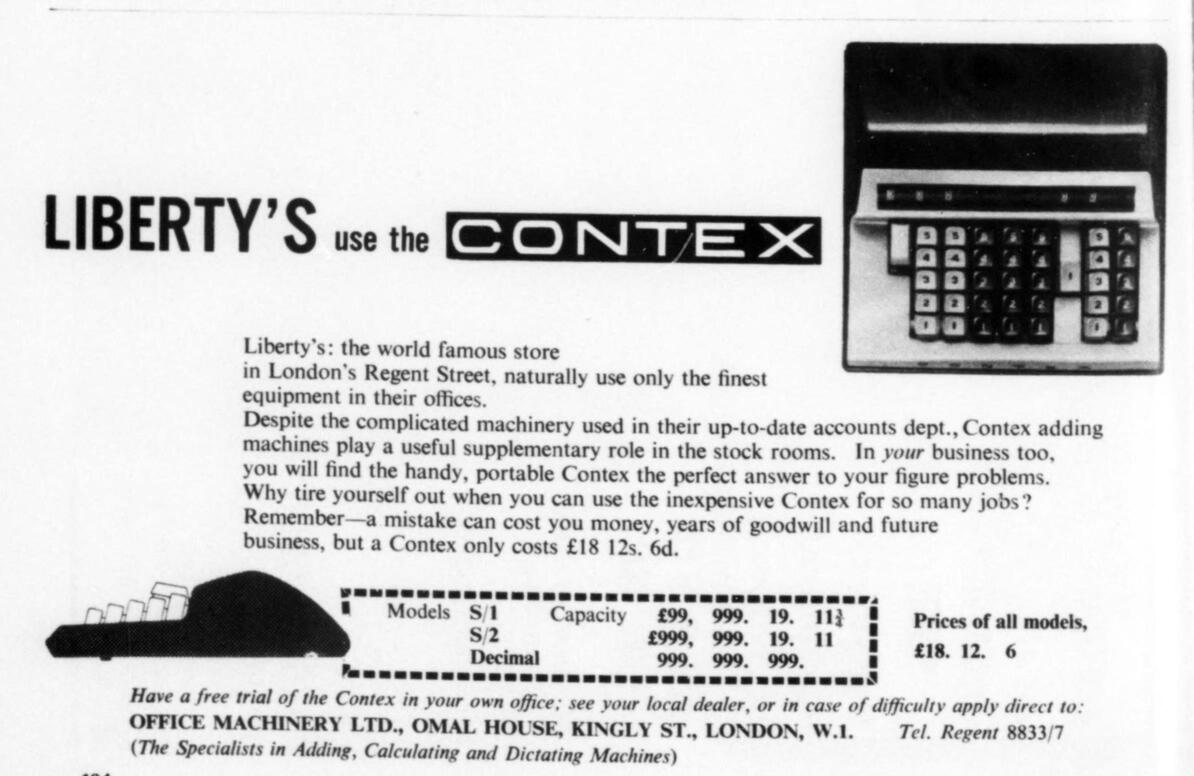 LIBERTY'S use the CONTEX
Liberty's: the world famous store
in London's Regent Street, naturally use only the finest
equipment in their offices.
Despite the complicated machinery used in their up-to-date accounts dept., Contex adding
machines play a useful supplementary role in the stock rooms. In your business too,
you will find the handy, portable Contex the perfect answer to your figure problems.
Why tire yourself out when you can use the inexpensive Contex for so many jobs?
Remember—a mistake can cost you money, years of goodwill and future
business, but a Contex only costs £18 12s. 6d.
Models S/1 Capacity £99, 999. 19. 11¾
S/2 £999, 999. 19. 11
Decimal 999. 999. 999.
Prices of all models,
£18. 12. 6
Have a free trial of the Contex in your own office; see your local dealer, or in case of difficulty apply direct to:
OFFICE MACHINERY LTD., OMAL HOUSE, KINGLY ST., LONDON, W.1. Tel. Regent 8833/7
(The Specialists in Adding, Calculating and Dictating Machines)